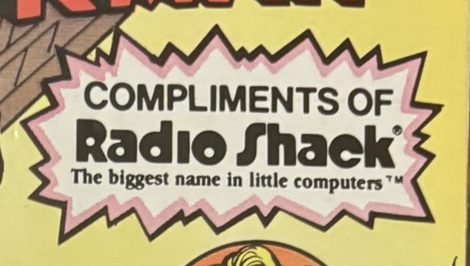 COMPLIMENTS OF
Radio Shack®
The biggest name in little computers™